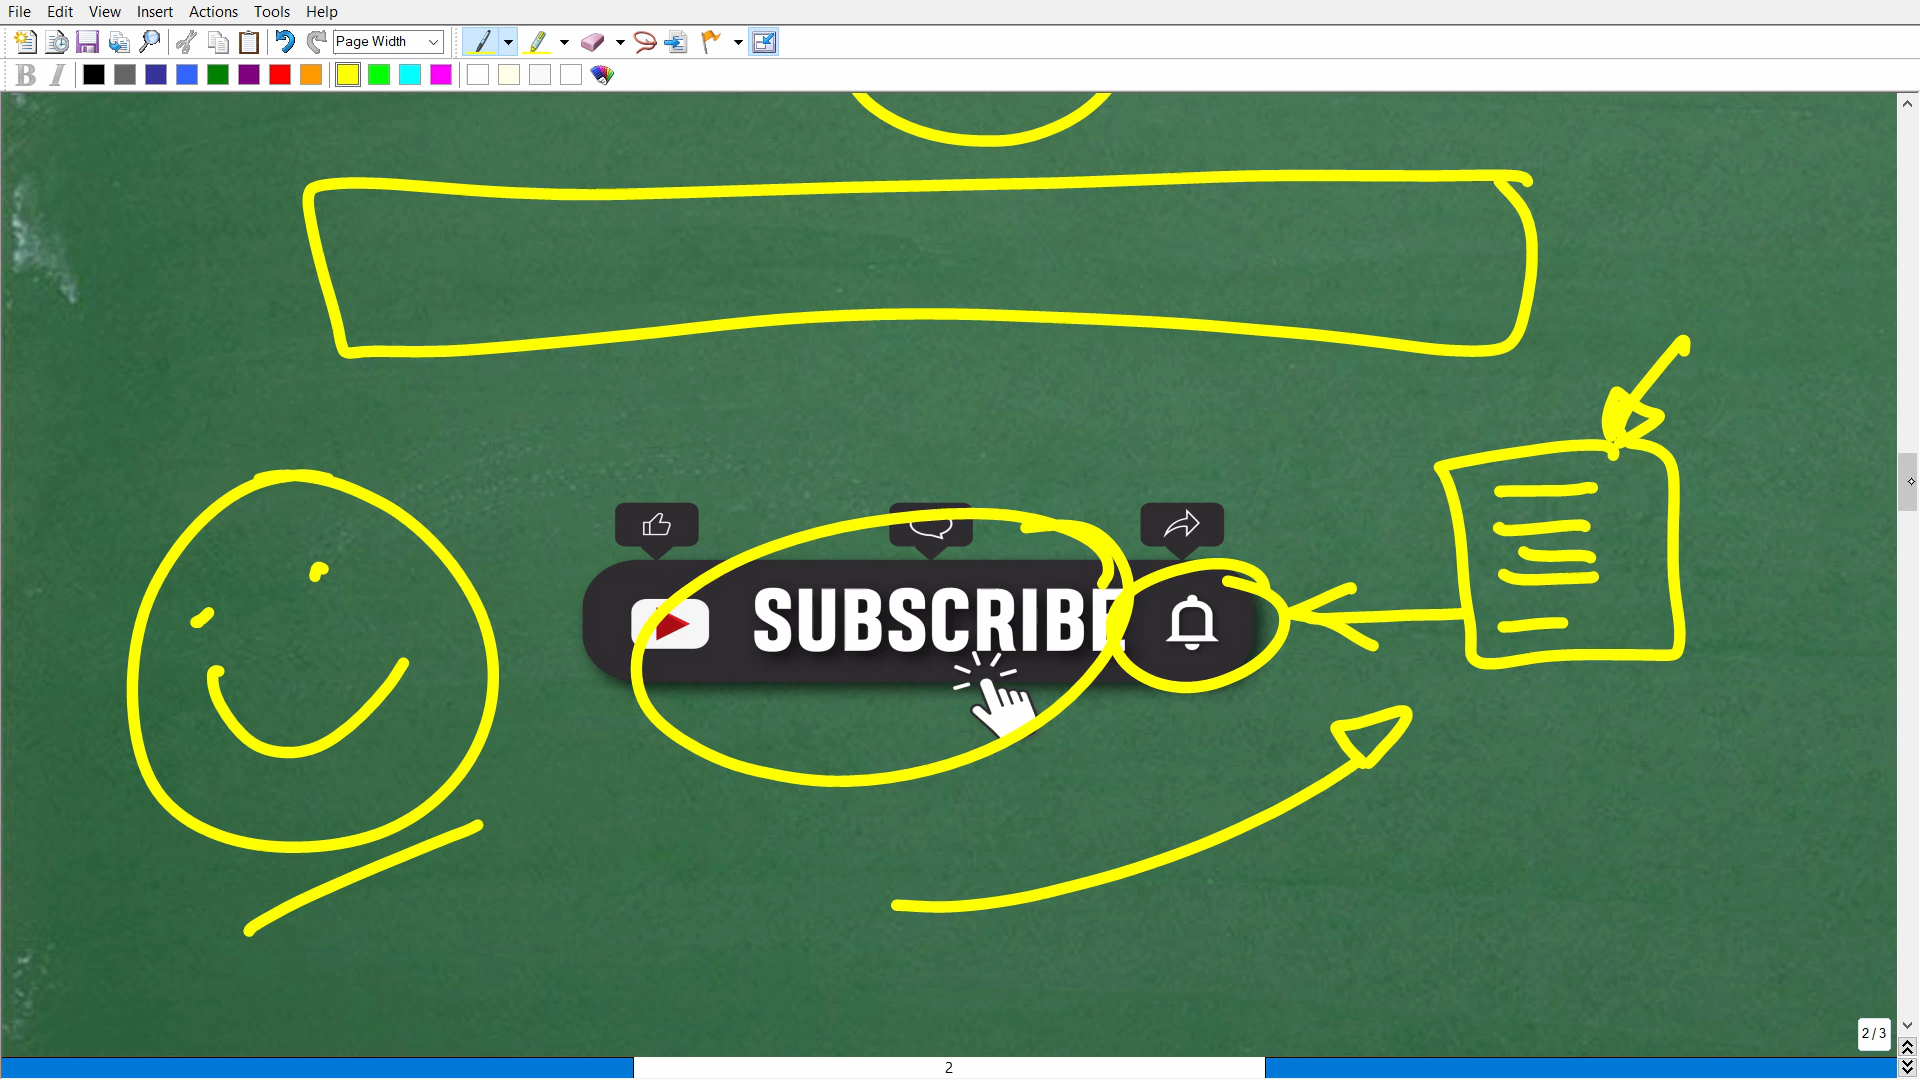 File Edit View Insert Actions Tools Help
Page Width
B I
SUBSCRIBE
2 / 3
2